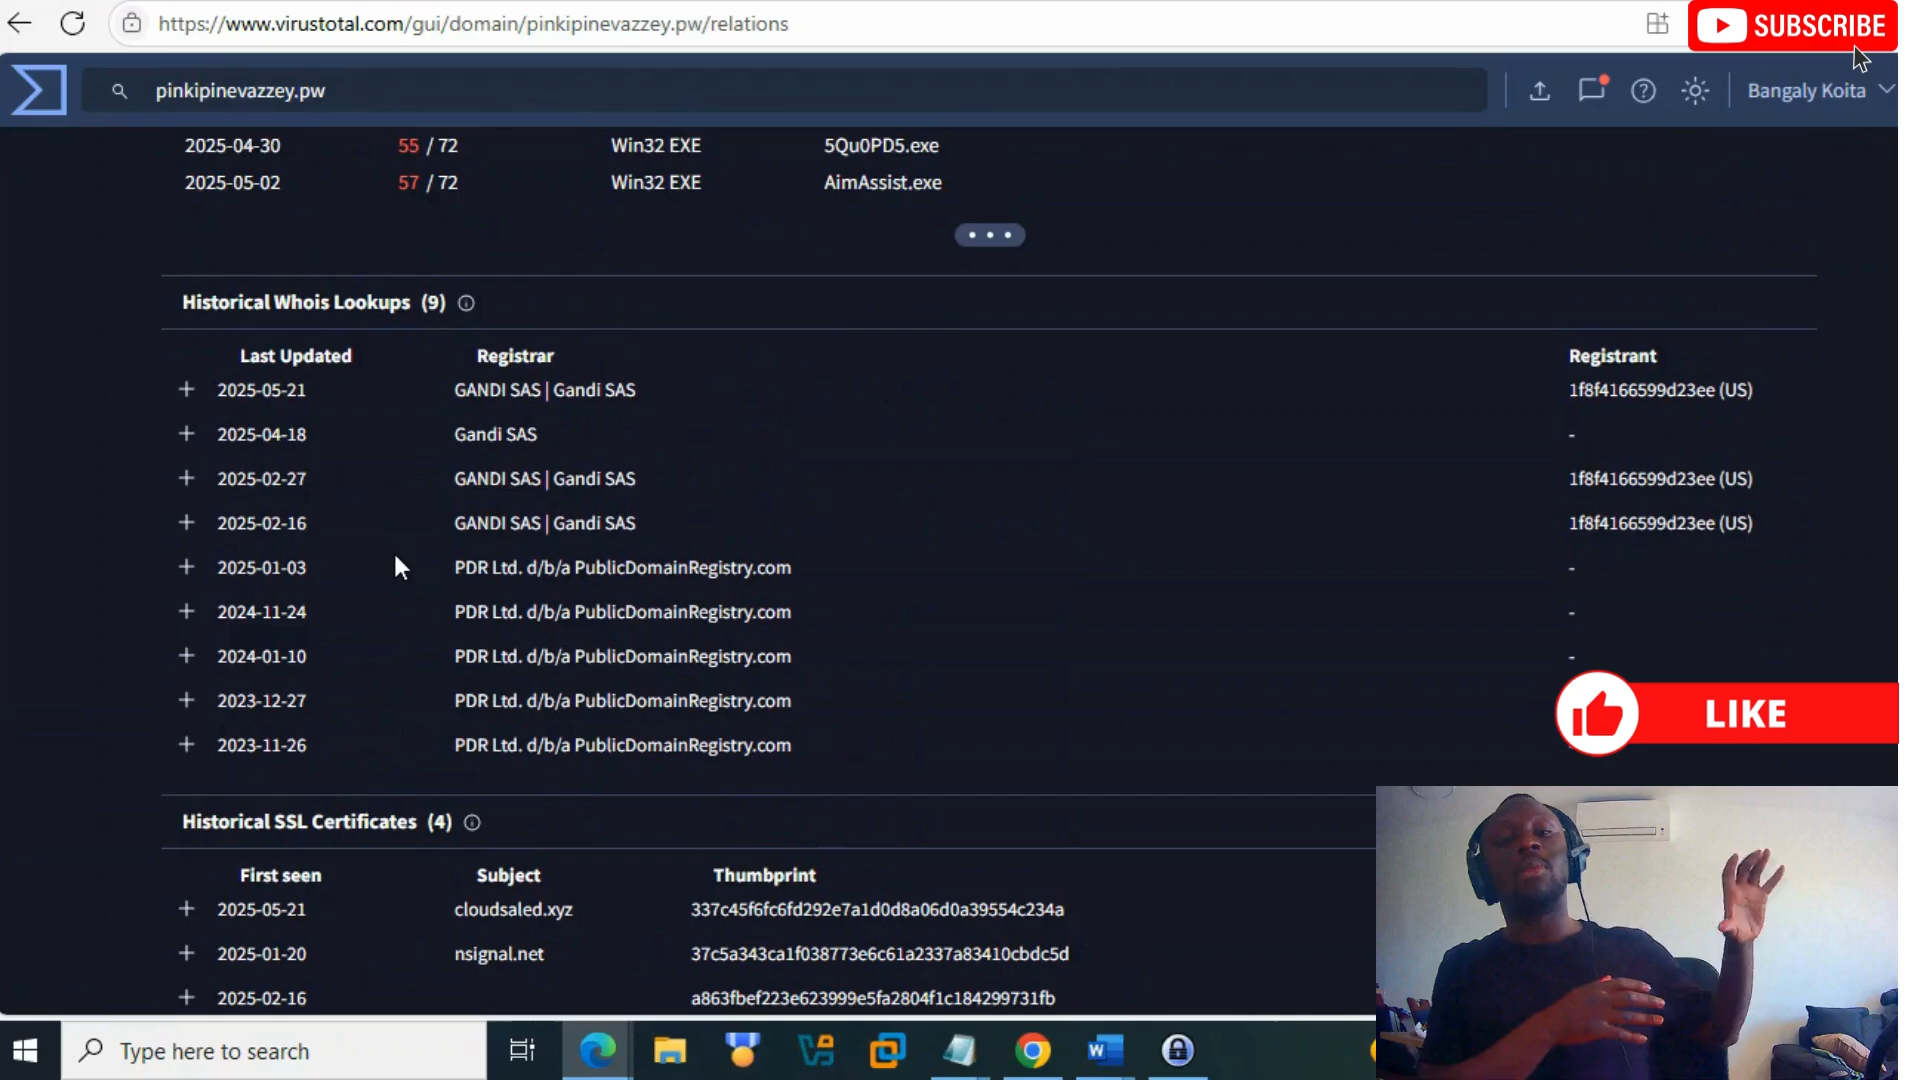 https://www.virustotal.com/gui/domain/pinkipinevazzey.pw/relations
SUBSCRIBE
pinkipinevazzey.pw
Bangaly Koita
2025-04-30 55 / 72 Win32 EXE 5Qu0PD5.exe
2025-05-02 57 / 72 Win32 EXE AimAssist.exe
Historical Whois Lookups (9)
Last Updated Registrar Registrant
+ 2025-05-21 GANDI SAS | Gandi SAS 1f8f4166599d23ee (US)
+ 2025-04-18 Gandi SAS -
+ 2025-02-27 GANDI SAS | Gandi SAS 1f8f4166599d23ee (US)
+ 2025-02-16 GANDI SAS | Gandi SAS 1f8f4166599d23ee (US)
+ 2025-01-03 PDR Ltd. d/b/a PublicDomainRegistry.com -
+ 2024-11-24 PDR Ltd. d/b/a PublicDomainRegistry.com -
+ 2024-01-10 PDR Ltd. d/b/a PublicDomainRegistry.com -
+ 2023-12-27 PDR Ltd. d/b/a PublicDomainRegistry.com
LIKE
+ 2023-11-26 PDR Ltd. d/b/a PublicDomainRegistry.com
Historical SSL Certificates (4)
First seen Subject Thumbprint
+ 2025-05-21 cloudsaled.xyz 337c45f6fc6fd292e7a1d0d8a06d0a39554c234a
+ 2025-01-20 nsignal.net 37c5a343ca1f038773e6c61a2337a83410cbdc5d
+ 2025-02-16 a863fbef223e623999e5fa2804f1c184299731fb
Type here to search